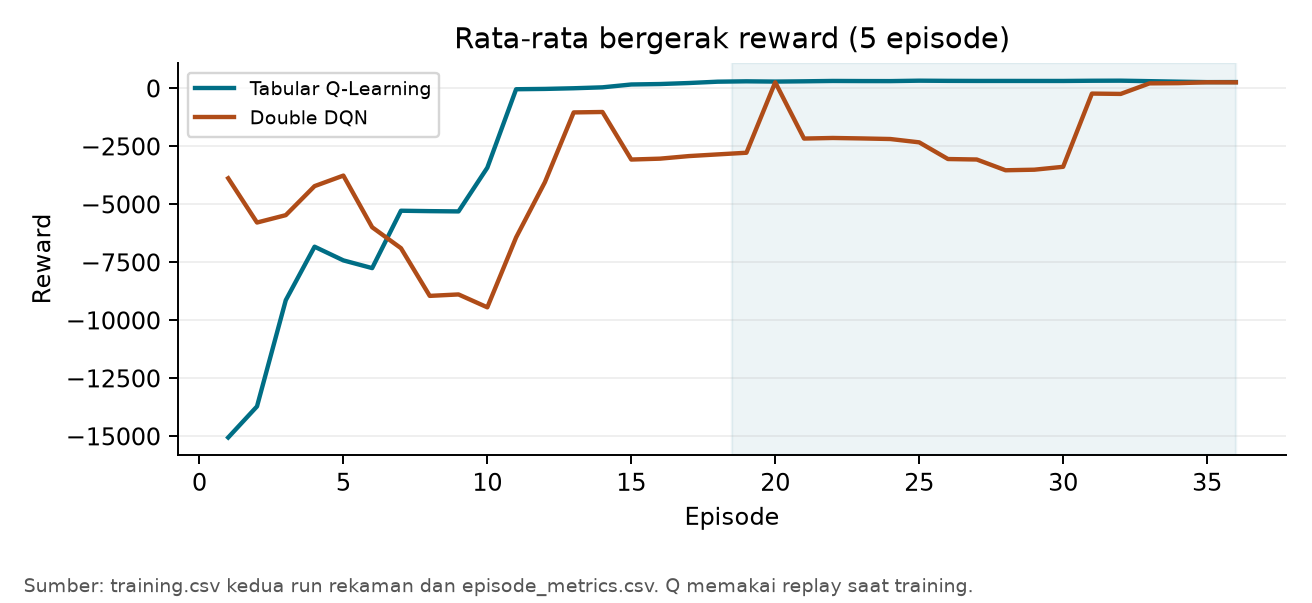 Rata-rata bergerak reward (5 episode)
Tabular Q-Learning
Double DQN
Reward
0
−2500
−5000
−7500
−10000
−12500
−15000
0 5 10 15 20 25 30 35
Episode
Sumber: training.csv kedua run rekaman dan episode_metrics.csv. Q memakai replay saat training.